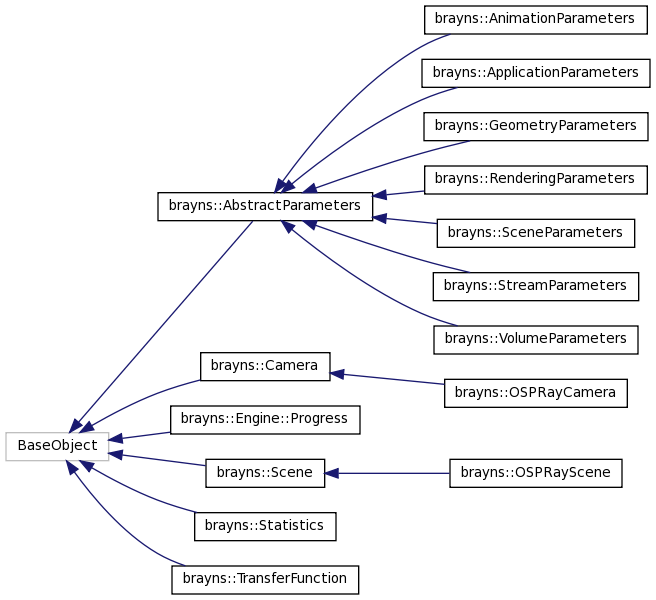 brayns::AnimationParameters
brayns::ApplicationParameters
brayns::GeometryParameters
brayns::RenderingParameters
brayns::AbstractParameters
brayns::SceneParameters
brayns::StreamParameters
brayns::VolumeParameters
brayns::Camera
brayns::OSPRayCamera
brayns::Engine::Progress
BaseObject
brayns::Scene
brayns::OSPRayScene
brayns::Statistics
brayns::TransferFunction